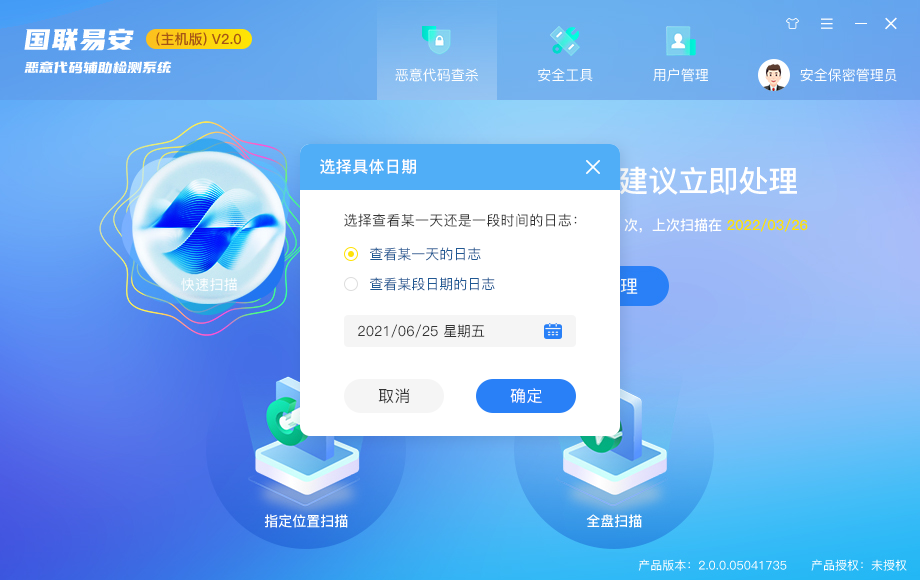 国联易安 (主机版) V2.0
恶意代码辅助检测系统
恶意代码查杀
安全工具
用户管理
安全保密管理员
选择具体日期
建议立即处理
选择查看某一天还是一段时间的日志：
次，上次扫描在 2022/03/26
查看某一天的日志
快速扫描
查看某段日期的日志
理
2021/06/25 星期五
取消
确定
指定位置扫描
全盘扫描
产品版本：2.0.0.05041735
产品授权：未授权